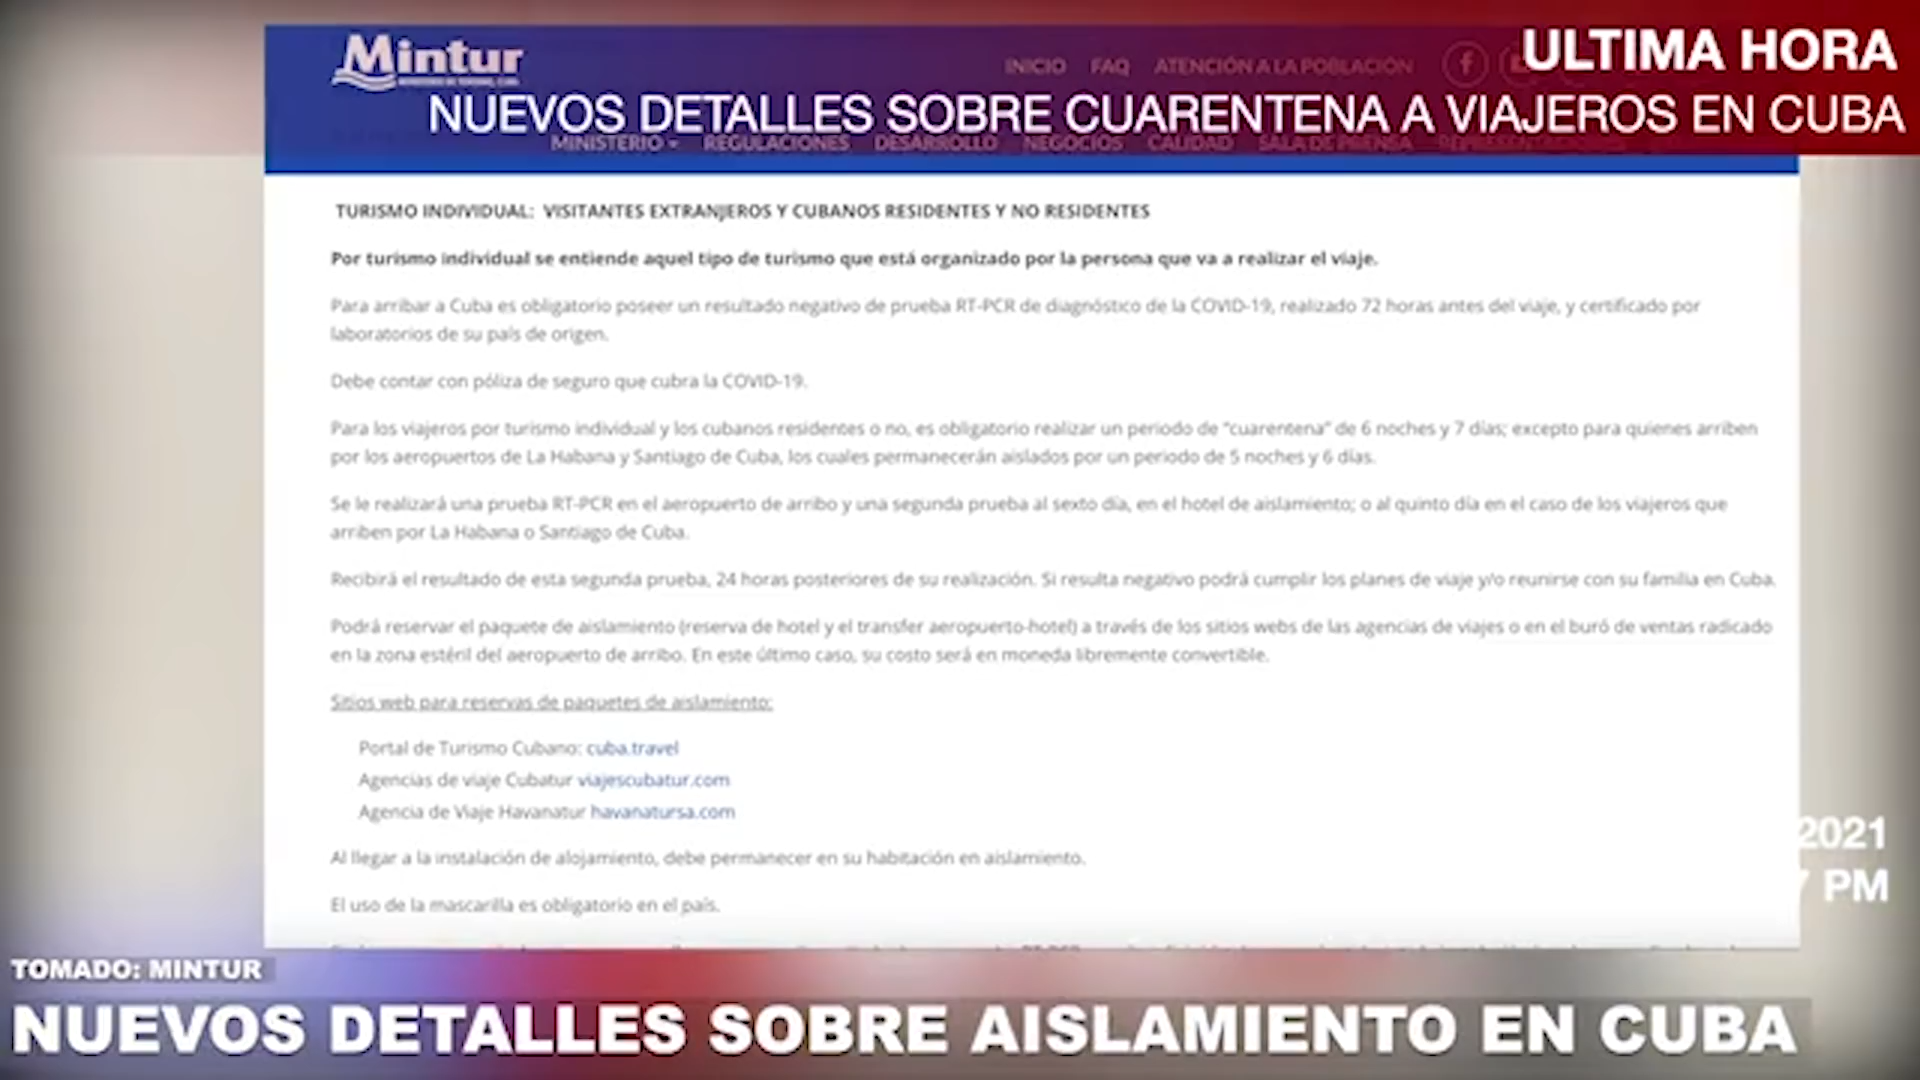 Mintur
INICIO FAQ ATENCIÓN A LA POBLACIÓN
ULTIMA HORA
NUEVOS DETALLES SOBRE CUARENTENA A VIAJEROS EN CUBA
MINISTERIO REGULACIONES DESARROLLO NEGOCIOS CALIDAD SALA DE PRENSA
TURISMO INDIVIDUAL: VISITANTES EXTRANJEROS Y CUBANOS RESIDENTES Y NO RESIDENTES
Por turismo individual se entiende aquel tipo de turismo que está organizado por la persona que va a realizar el viaje.
Para arribar a Cuba es obligatorio poseer un resultado negativo de prueba RT-PCR de diagnóstico de la COVID-19, realizado 72 horas antes del viaje, y certificado por
laboratorios de su país de origen.
Debe contar con póliza de seguro que cubra la COVID-19.
Para los viajeros por turismo individual y los cubanos residentes o no, es obligatorio realizar un periodo de “cuarentena” de 6 noches y 7 días; excepto para quienes arriben
por los aeropuertos de La Habana y Santiago de Cuba, los cuales permanecerán aislados por un periodo de 5 noches y 6 días.
Se le realizará una prueba RT-PCR en el aeropuerto de arribo y una segunda prueba al sexto día, en el hotel de aislamiento; o al quinto día en el caso de los viajeros que
arriben por La Habana o Santiago de Cuba.
Recibirá el resultado de esta segunda prueba, 24 horas posteriores de su realización. Si resulta negativo podrá cumplir los planes de viaje y/o reunirse con su familia en Cuba.
Podrá reservar el paquete de aislamiento (reserva de hotel y el transfer aeropuerto-hotel) a través de los sitios webs de las agencias de viajes o en el buró de ventas radicado
en la zona estéril del aeropuerto de arribo. En este último caso, su costo será en moneda libremente convertible.
Sitios web para reservas de paquetes de aislamiento:
Portal de Turismo Cubano: cuba.travel
Agencias de viaje Cubatur viajescubatur.com
Agencia de Viaje Havanatur havanatursa.com
Al llegar a la instalación de alojamiento, debe permanecer en su habitación en aislamiento.
El uso de la mascarilla es obligatorio en el país.
2021
7 PM
TOMADO: MINTUR
NUEVOS DETALLES SOBRE AISLAMIENTO EN CUBA